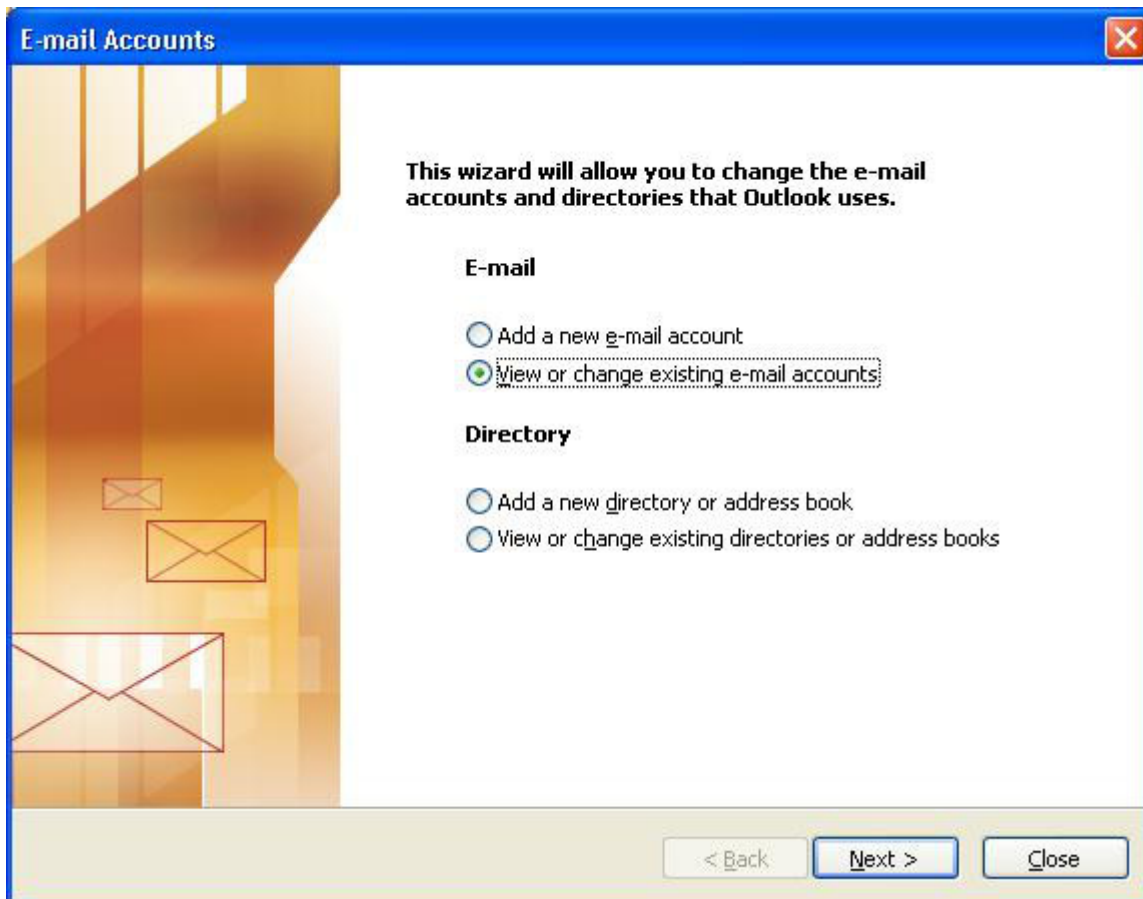 E-mail Accounts
This wizard will allow you to change the e-mail
accounts and directories that Outlook uses.
E-mail
Add a new e-mail account
View or change existing e-mail accounts
Directory
Add a new directory or address book
View or change existing directories or address books
< Back Next > Close